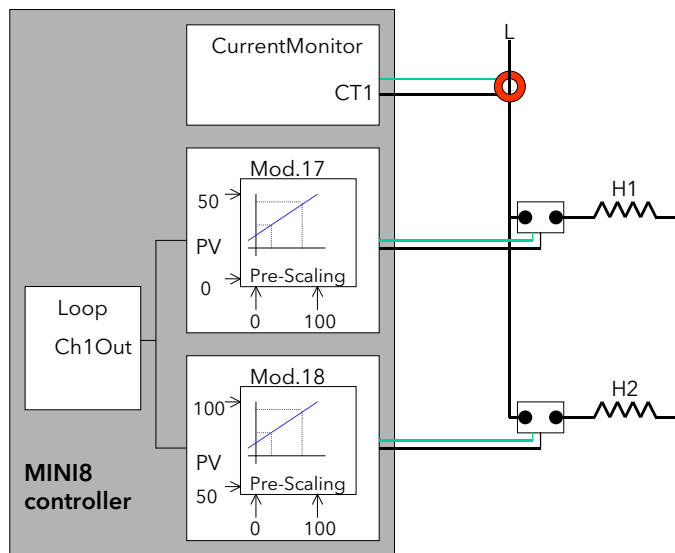 CurrentMonitor
CT1
L
Mod.17
50
PV
0
Pre-Scaling
0 100
H1
Loop
Ch1Out
Mod.18
100
PV
50
Pre-Scaling
0 100
H2
MINI8
controller